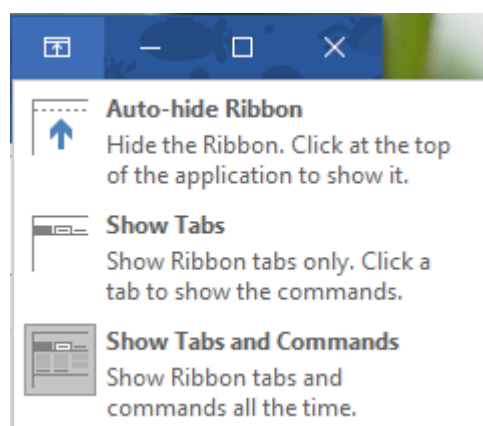 Auto-hide Ribbon
Hide the Ribbon. Click at the top
of the application to show it.
Show Tabs
Show Ribbon tabs only. Click a
tab to show the commands.
Show Tabs and Commands
Show Ribbon tabs and
commands all the time.